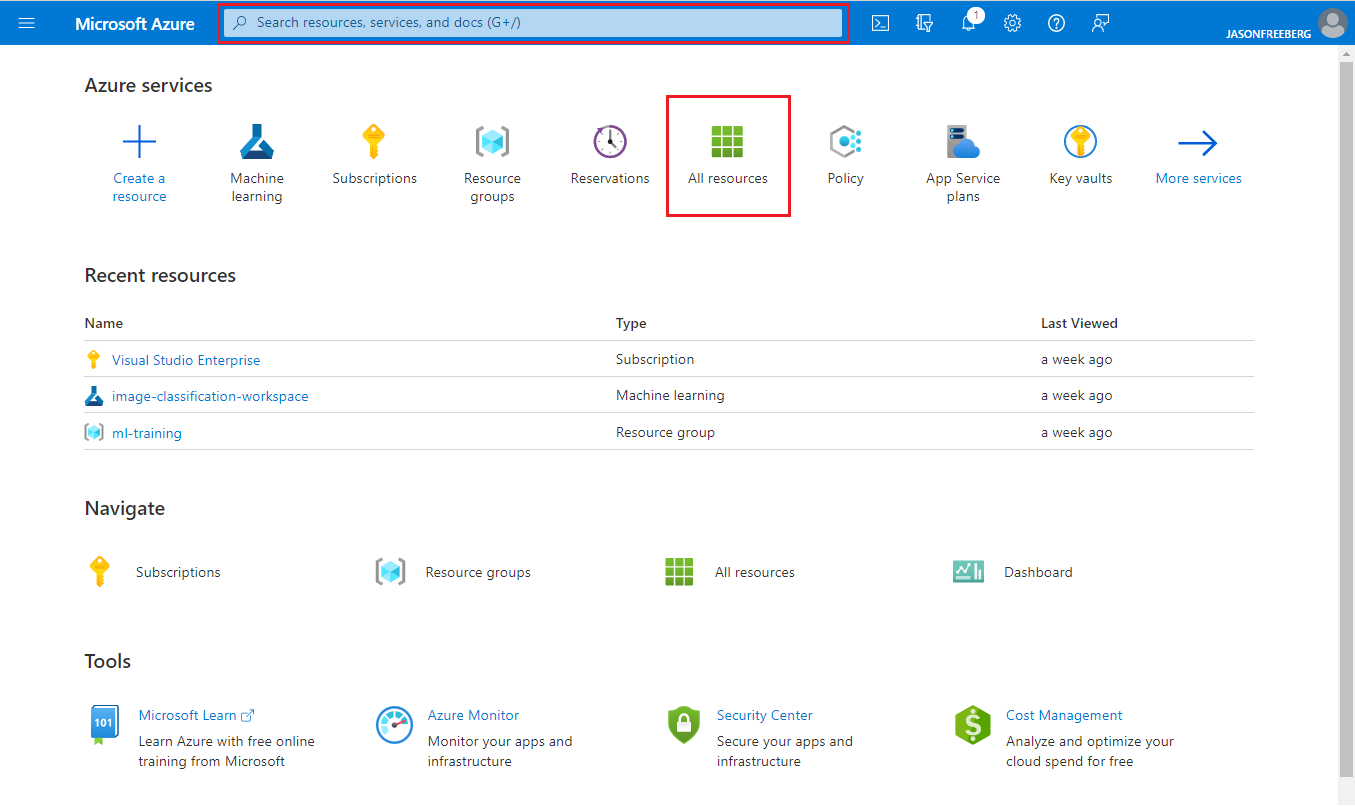 Microsoft Azure
Search resources, services, and docs (G+/)
1
JASONFREEBERG
Azure services
Create a
resource
Machine
learning
Subscriptions
Resource
groups
Reservations
All resources
Policy
App Service
plans
Key vaults
More services
Recent resources
Name Type Last Viewed
Visual Studio Enterprise Subscription a week ago
image-classification-workspace Machine learning a week ago
ml-training Resource group a week ago
Navigate
Subscriptions Resource groups All resources Dashboard
Tools
101
Microsoft Learn
Learn Azure with free online
training from Microsoft
Azure Monitor
Monitor your apps and
infrastructure
Security Center
Secure your apps and
infrastructure
Cost Management
Analyze and optimize your
cloud spend for free